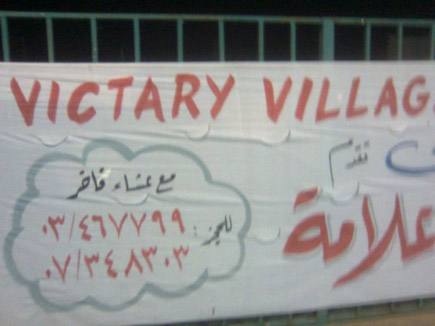 VICTARY VILLAG
تقدم
علامة
مع عشاء فاخر
للحجز: ٠٣/٤٦٧٧٩٩
٠٧/٣٤٨٣٠٣